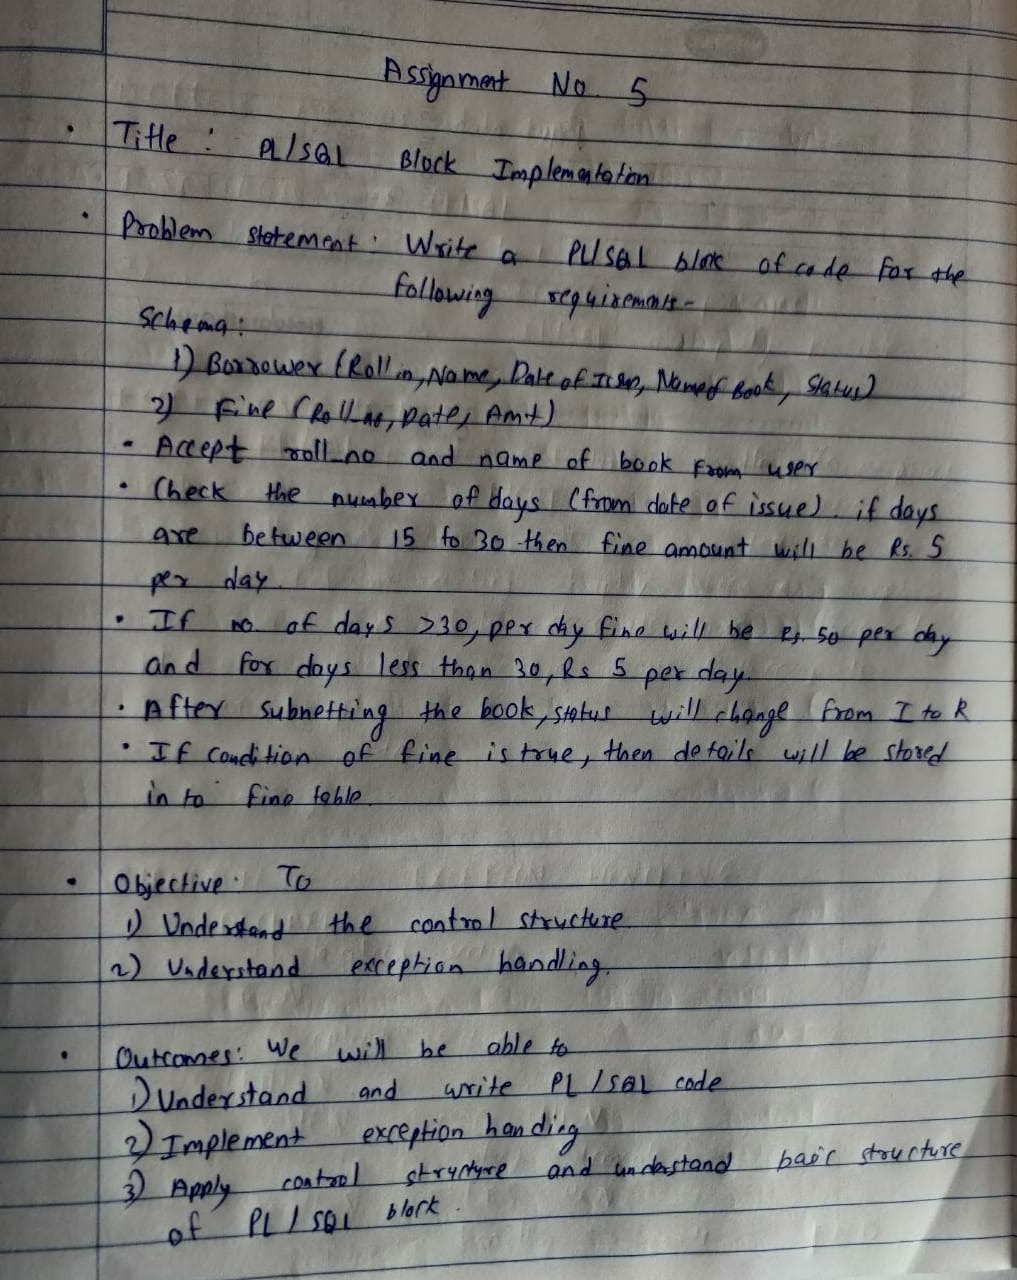 Assignment No. 5
Title : PL/SQL Block Implementation
Problem statement : Write a PL/SQL block of code for the
following requirements -
Schema :
1) Borrower (Rollin, Name, Date of Issue, Name of Book, Status)
2) Fine (Roll_no, Date, Amt)
- Accept roll_no and name of book from user
• Check the number of days (from date of issue). if days
are between 15 to 30 then fine amount will be Rs. 5
per day.
• If no. of days >30, per day fine will be Rs. 50 per day
and for days less than 30, Rs 5 per day.
• After submetting the book, status will change from I to R
• If condition of fine is true, then details will be stored
in to fine table.
• Objective : To
1) Understand the control structure
2) Understand exception handling.
• Outcomes : We will be able to
1) Understand and write PL/SQL code
2) Implement exception handing
3) Apply control structure and understand basic structure
of PL/SQL block.